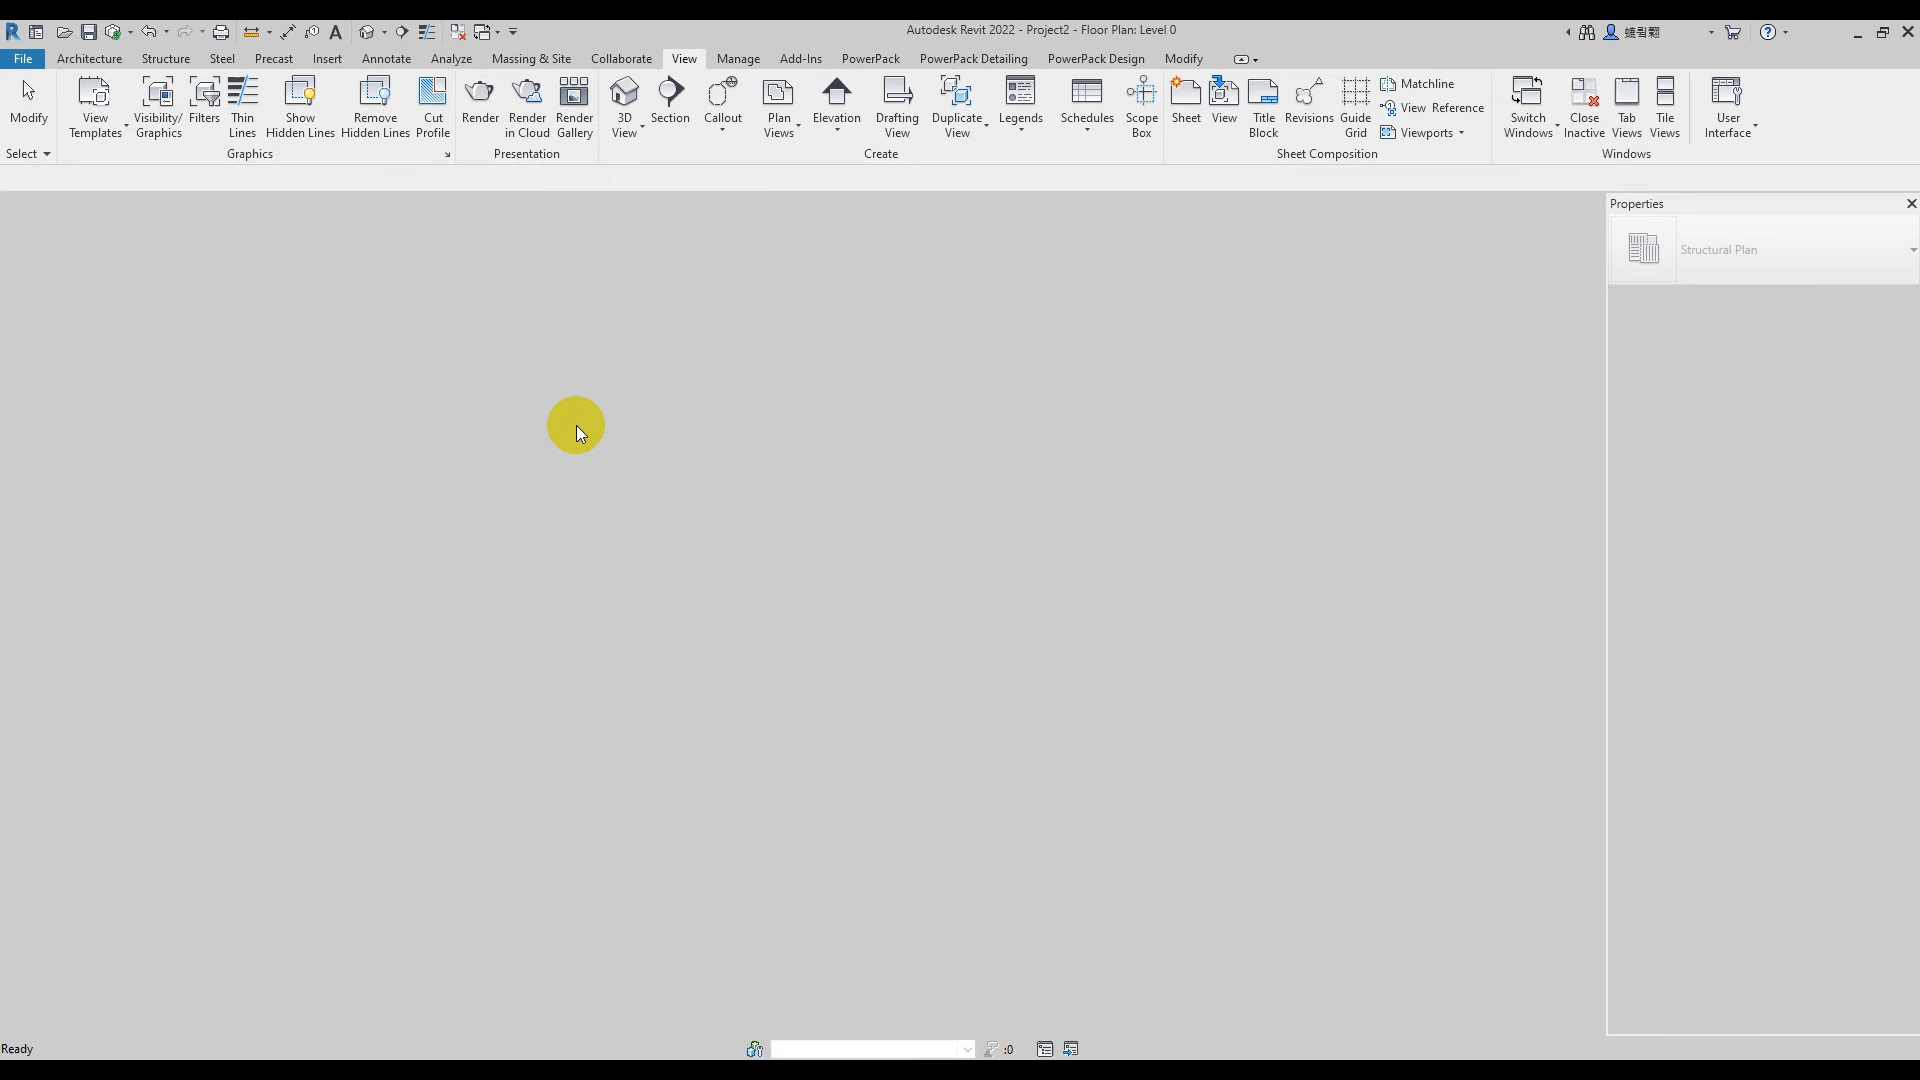 Autodesk Revit 2022 - Project2 - Floor Plan: Level 0
File Architecture Structure Steel Precast Insert Annotate Analyze Massing & Site Collaborate View Manage Add-Ins PowerPack PowerPack Detailing PowerPack Design Modify
Modify
View Templates
Visibility/ Graphics
Filters
Thin Lines
Show Hidden Lines
Remove Hidden Lines
Cut Profile
Render
Render in Cloud
Render Gallery
3D View
Section
Callout
Plan Views
Elevation
Drafting View
Duplicate View
Legends
Schedules
Scope Box
Sheet
View
Title Block
Revisions
Guide Grid
Matchline
View Reference
Viewports
Switch Windows
Close Inactive
Tab Views
Tile Views
User Interface
Select
Graphics
Presentation
Create
Sheet Composition
Windows
Properties
Structural Plan
Ready
:0